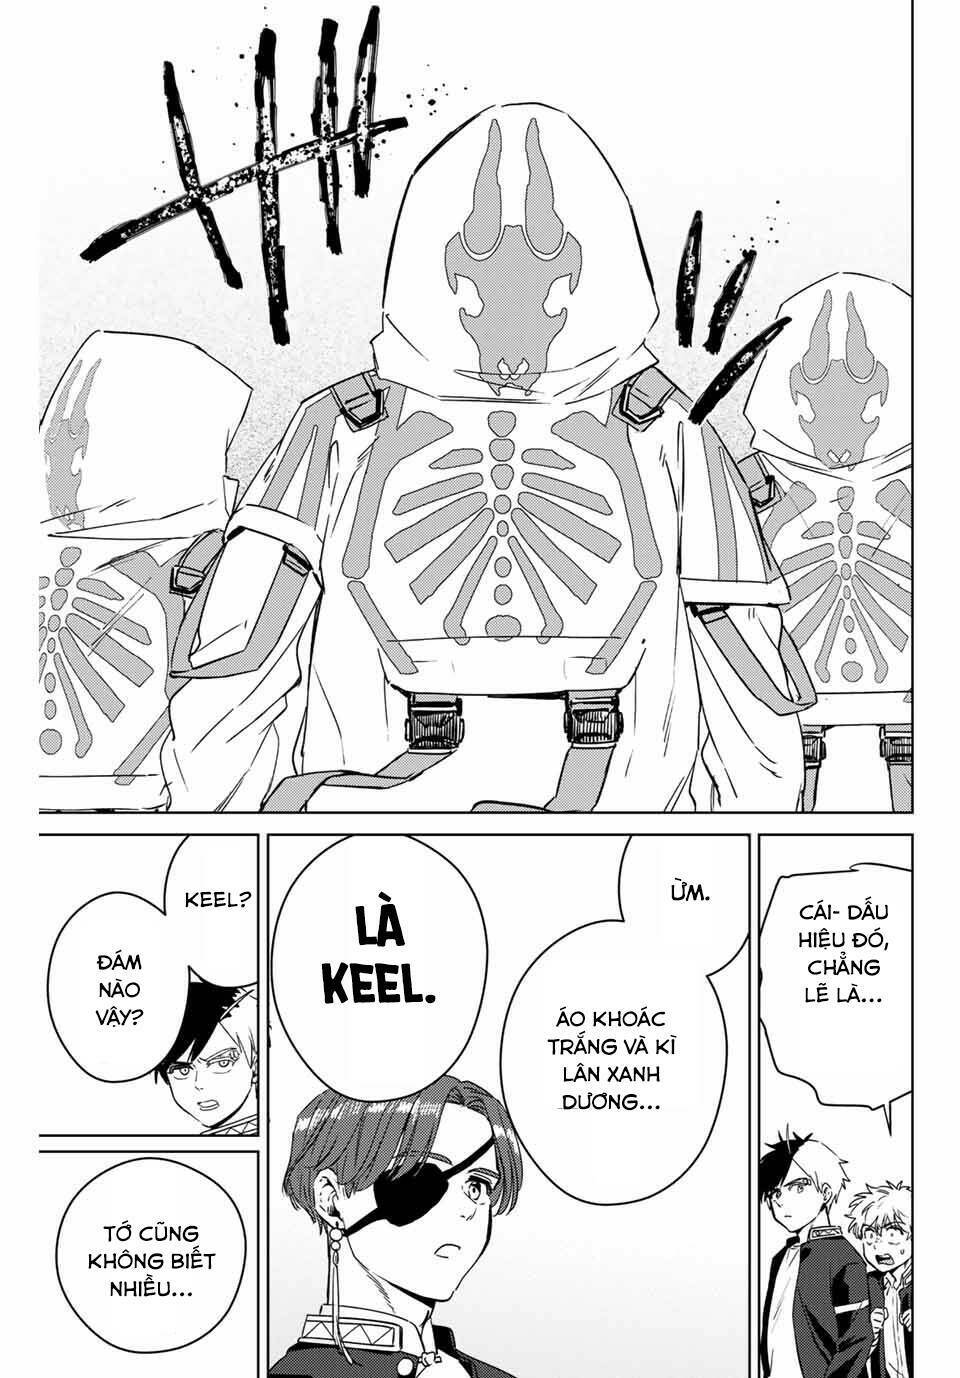 CÁI- DẤU
HIỆU ĐÓ,
CHẲNG
LẼ LÀ...
ỪM.
ÁO KHOÁC
TRẮNG VÀ KÌ
LÂN XANH
DƯƠNG...
LÀ
KEEL.
KEEL?
ĐÁM
NÀO
VẬY?
TỚ CŨNG
KHÔNG BIẾT
NHIỀU...